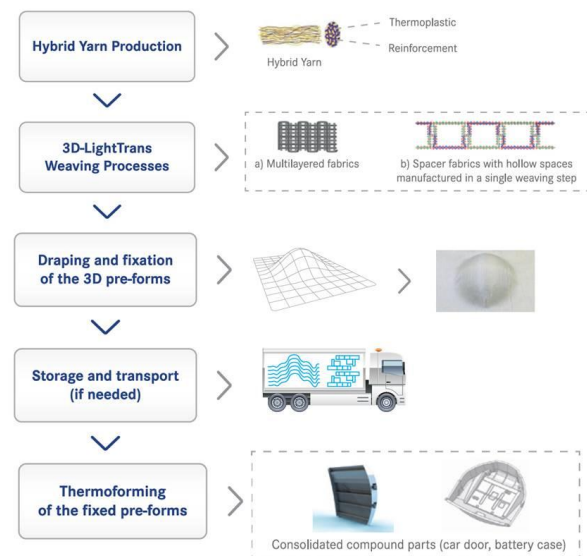 Hybrid Yarn Production
Thermoplastic
Reinforcement
Hybrid Yarn
3D-LightTrans
Weaving Processes
a) Multilayered fabrics
b) Spacer fabrics with hollow spaces
manufactured in a single weaving step
Draping and fixation
of the 3D pre-forms
Storage and transport
(if needed)
Thermoforming
of the fixed pre-forms
Consolidated compound parts (car door, battery case)